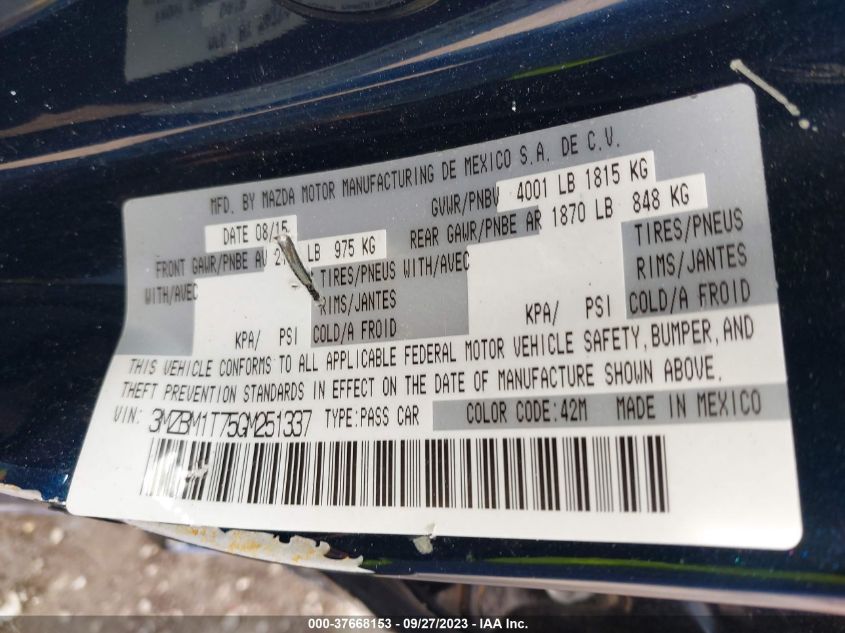 MFD. BY MAZDA MOTOR MANUFACTURING DE MEXICO S.A. DE C.V.
DATE 08/15 GVWR/PNBV 4001 LB 1815 KG
FRONT GAWR/PNBE AV LB 975 KG REAR GAWR/PNBE AR 1870 LB 848 KG
WITH/AVEC TIRES/PNEUS WITH/AVEC TIRES/PNEUS
RIMS/JANTES RIMS/JANTES
KPA/ PSI COLD/A FROID KPA/ PSI COLD/A FROID
THIS VEHICLE CONFORMS TO ALL APPLICABLE FEDERAL MOTOR VEHICLE SAFETY, BUMPER, AND
THEFT PREVENTION STANDARDS IN EFFECT ON THE DATE OF MANUFACTURE SHOWN ABOVE.
VIN: 3MZBM1T75GM251337 TYPE:PASS CAR COLOR CODE:42M MADE IN MEXICO
000-37668153 - 09/27/2023 - IAAI.com